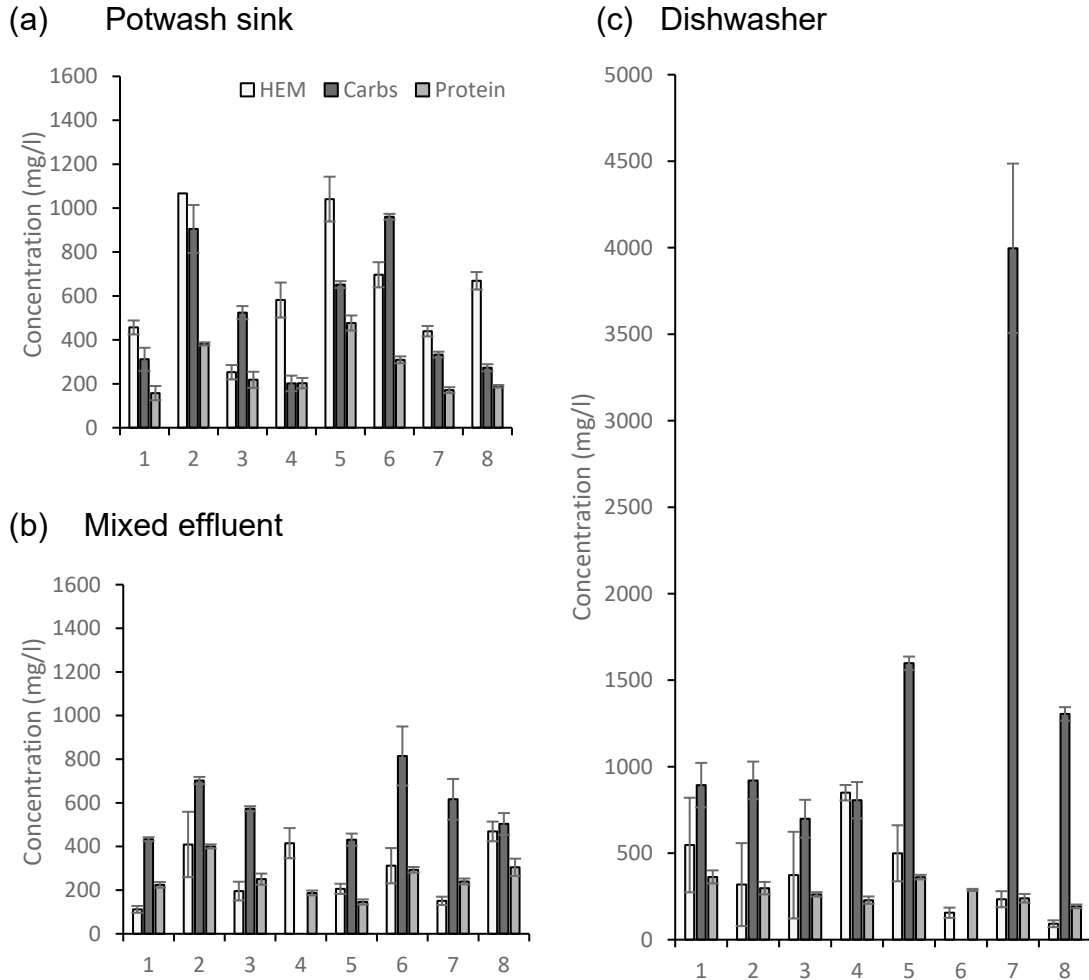 (a) Potwash sink
HEM Carbs Protein
Concentration (mg/l)
1600
1400
1200
1000
800
600
400
200
0
1 2 3 4 5 6 7 8
(b) Mixed effluent
Concentration (mg/l)
1600
1400
1200
1000
800
600
400
200
0
1 2 3 4 5 6 7 8
(c) Dishwasher
Concentration (mg/l)
5000
4500
4000
3500
3000
2500
2000
1500
1000
500
0
1 2 3 4 5 6 7 8